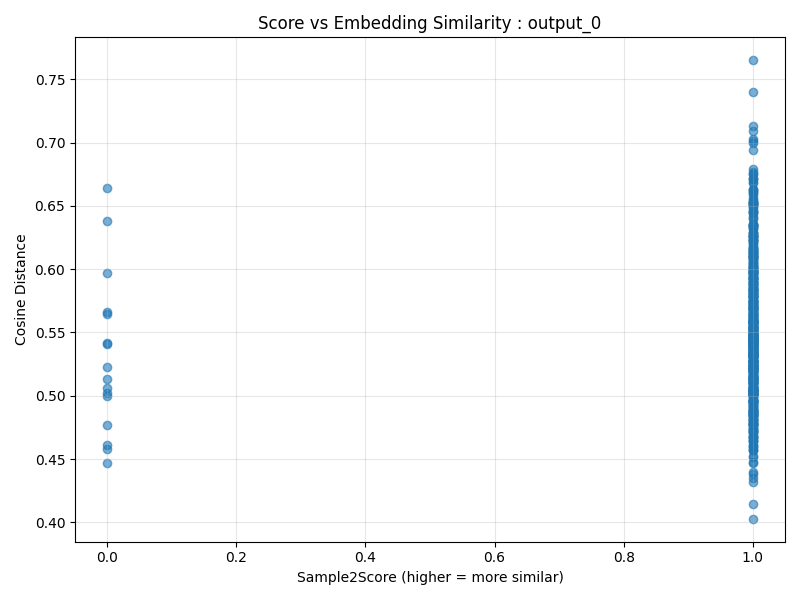 Score vs Embedding Similarity : output_0
Cosine Distance
0.75
0.70
0.65
0.60
0.55
0.50
0.45
0.40
0.0 0.2 0.4 0.6 0.8 1.0
Sample2Score (higher = more similar)